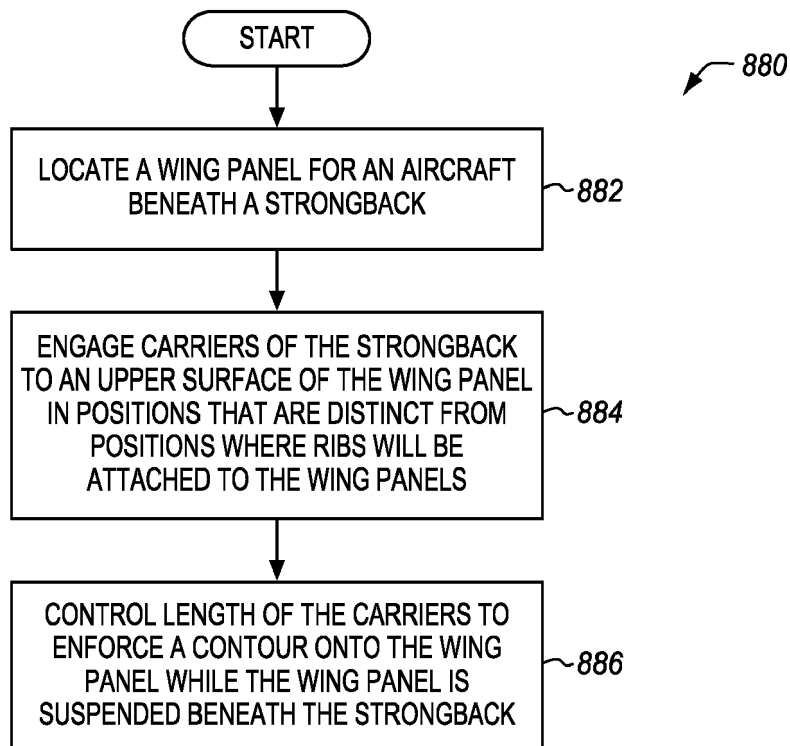 START
880
LOCATE A WING PANEL FOR AN AIRCRAFT
BENEATH A STRONGBACK
882
ENGAGE CARRIERS OF THE STRONGBACK
TO AN UPPER SURFACE OF THE WING PANEL
IN POSITIONS THAT ARE DISTINCT FROM
POSITIONS WHERE RIBS WILL BE
ATTACHED TO THE WING PANELS
884
CONTROL LENGTH OF THE CARRIERS TO
ENFORCE A CONTOUR ONTO THE WING
PANEL WHILE THE WING PANEL IS
SUSPENDED BENEATH THE STRONGBACK
886